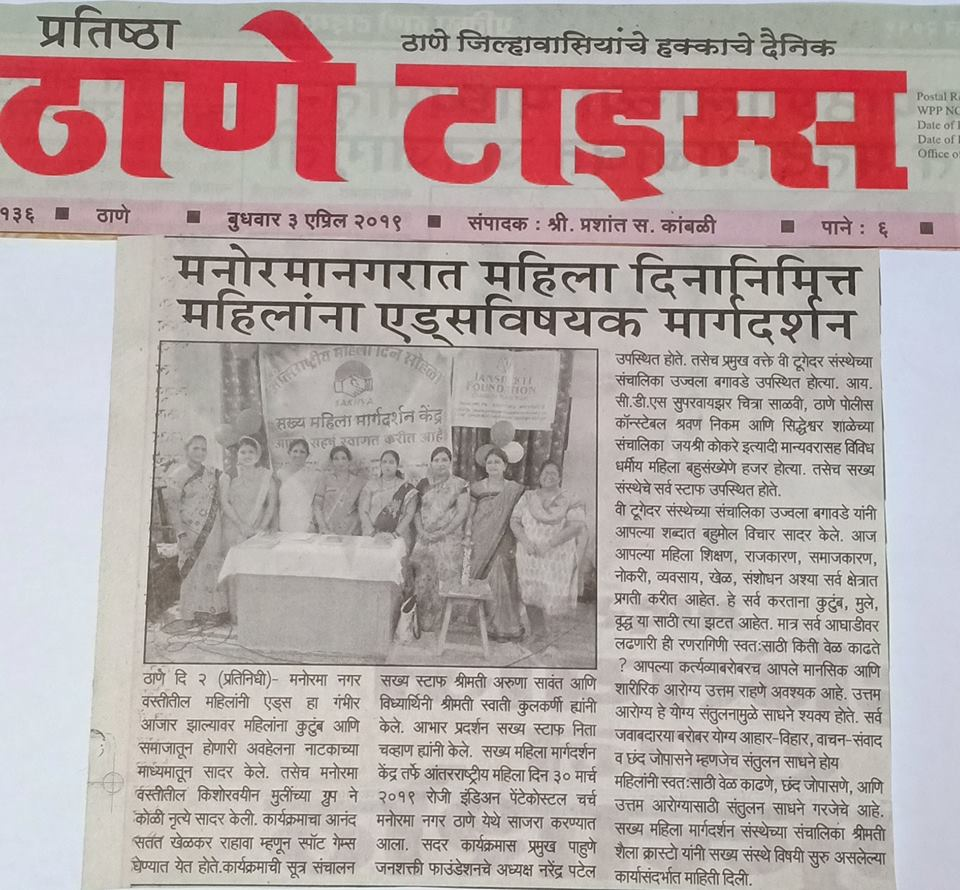 प्रतिष्ठा
ठाणे जिल्हावासियांचे हक्काचे दैनिक
ठाणे टाइम्स
Postal R
WPP NO
Date of
Date of
Office o
१३६ ■ ठाणे ■ बुधवार ३ एप्रिल २०१९ ■ संपादक : श्री. प्रशांत स. कांबळी ■ पाने : ६ ■
मनोरमानगरात महिला दिनानिमित्त
महिलांना एड्सविषयक मार्गदर्शन
आंतरराष्ट्रीय महिला दिन सोहळा
SAKHYA
सख्य महिला मार्गदर्शन केंद्र
आपले सहर्ष स्वागत करीत आहे
JANSHAKTI
FOUNDATION
ठाणे दि २ (प्रतिनिधी)- मनोरमा नगर
वस्तीतील महिलांनी एड्स हा गंभीर
आजार झाल्यावर महिलांना कुटुंब आणि
समाजातून होणारी अवहेलना नाटकाच्या
माध्यमातून सादर केले. तसेच मनोरमा
वस्तीतील किशोरवयीन मुलींच्या ग्रुप ने
कोळी नृत्ये सादर केली. कार्यक्रमाचा आनंद
सतत खेळकर राहावा म्हणून स्पॉट गेम्स
घेण्यात येत होते.कार्यक्रमाची सूत्र संचालन
सख्य स्टाफ श्रीमती अरुणा सावंत आणि
विध्यार्थिनी श्रीमती स्वाती कुलकर्णी ह्यांनी
केले. आभार प्रदर्शन सख्य स्टाफ निता
चव्हाण ह्यांनी केले. सख्य महिला मार्गदर्शन
केंद्र तर्फे आंतरराष्ट्रीय महिला दिन ३० मार्च
२०१९ रोजी इंडिअन पेंटेकोस्टल चर्च
मनोरमा नगर ठाणे येथे साजरा करण्यात
आला. सदर कार्यक्रमास प्रमुख पाहुणे
जनशक्ती फाउंडेशनचे अध्यक्ष नरेंद्र पटेल
उपस्थित होते. तसेच प्रमुख वक्ते वी टूगेदर संस्थेच्या
संचालिका उज्वला बगावडे उपस्थित होत्या. आय.
सी.डी.एस सुपरवायझर चित्रा साळवी, ठाणे पोलीस
कॉन्स्टेबल श्रवण निकम आणि सिद्धेश्वर शाळेच्या
संचालिका जयश्री कोकरे इत्यादी मान्यवरासह विविध
धर्मीय महिला बहुसंख्येणे हजर होत्या. तसेच सख्य
संस्थेचे सर्व स्टाफ उपस्थित होते.
वी टूगेदर संस्थेच्या संचालिका उज्वला बगावडे यांनी
आपल्या शब्दात बहुमोल विचार सादर केले. आज
आपल्या महिला शिक्षण, राजकारण, समाजकारण,
नोकरी, व्यवसाय, खेळ, संशोधन अश्या सर्व क्षेत्रात
प्रगती करीत आहेत. हे सर्व करताना कुटुंब, मुले,
वृद्ध या साठी त्या झटत आहेत. मात्र सर्व आघाडीवर
लढणारी ही रणरागिणी स्वत:साठी किती वेळ काढते
? आपल्या कर्त्यव्याबरोबरच आपले मानसिक आणि
शारीरिक आरोग्य उत्तम राहणे अवश्यक आहे. उत्तम
आरोग्य हे योग्य संतुलनामुळे साधने श्यक्य होते. सर्व
जवाबदारया बरोबर योग्य आहार-विहार, वाचन-संवाद
व छंद जोपासने म्हणजेच संतुलन साधने होय
महिलांनी स्वत:साठी वेळ काढणे, छंद जोपासणे, आणि
उत्तम आरोग्यासाठी संतुलन साधने गरजेचे आहे.
सख्य महिला मार्गदर्शन संस्थेच्या संचालिका श्रीमती
शैला क्रास्टो यांनी सख्य संस्थे विषयी सुरु असलेल्या
कार्यासंदर्भात माहिती दिली.